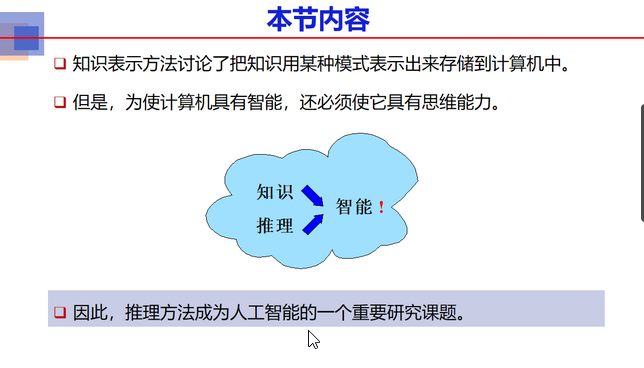 本节内容
知识表示方法讨论了把知识用某种模式表示出来存储到计算机中。
但是，为使计算机具有智能，还必须使它具有思维能力。
知识
智能！
推理
因此，推理方法成为人工智能的一个重要研究课题。